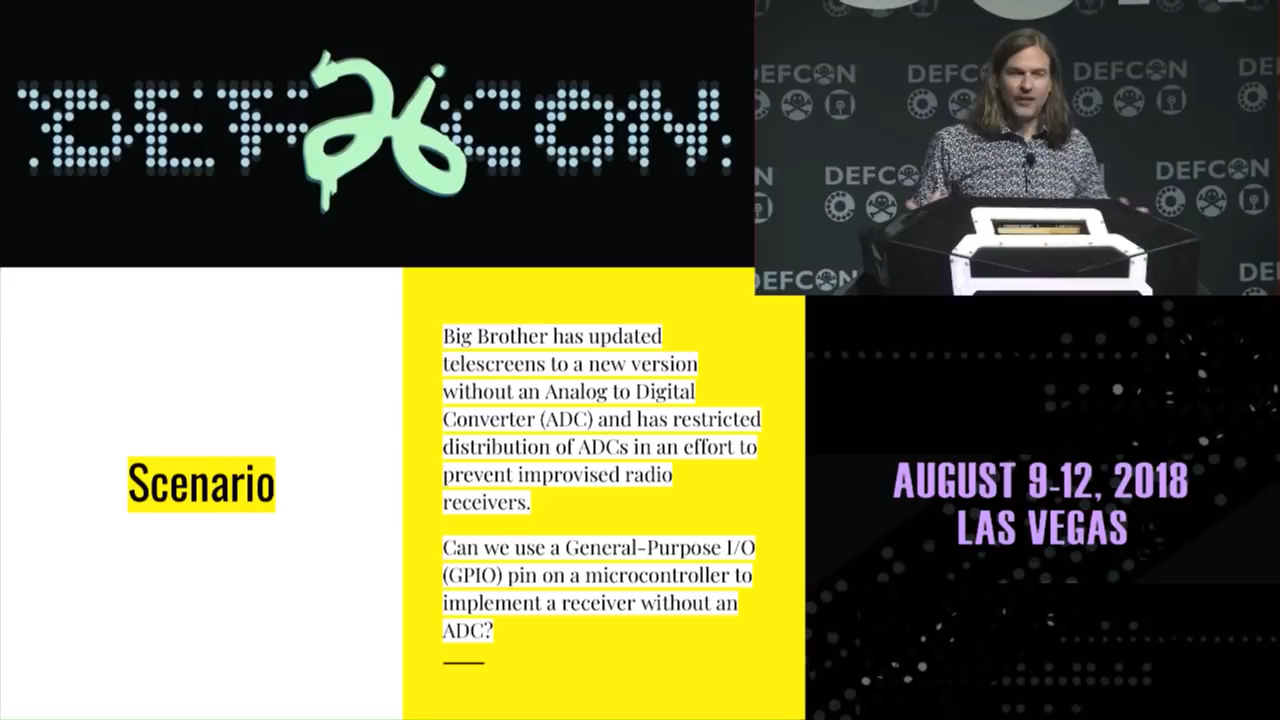 DEF CON
26
DEFCON
DEFCON
DEFCON
DEFCON
DEFCON
Scenario
Big Brother has updated
telescreens to a new version
without an Analog to Digital
Converter (ADC) and has restricted
distribution of ADCs in an effort to
prevent improvised radio
receivers.
Can we use a General-Purpose I/O
(GPIO) pin on a microcontroller to
implement a receiver without an
ADC?
AUGUST 9-12, 2018
LAS VEGAS